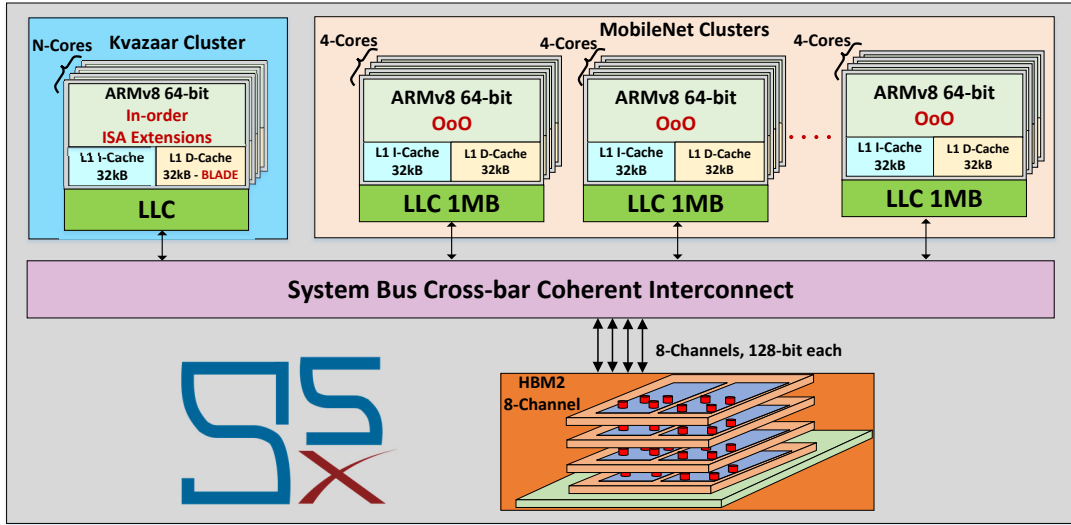 N-Cores
Kvazaar Cluster
ARMv8 64-bit
In-order
ISA Extensions
L1 I-Cache
32kB
L1 D-Cache
32kB - BLADE
LLC
MobileNet Clusters
4-Cores
ARMv8 64-bit
OoO
L1 I-Cache
32kB
L1 D-Cache
32kB
LLC 1MB
4-Cores
ARMv8 64-bit
OoO
L1 I-Cache
32kB
L1 D-Cache
32kB
LLC 1MB
. . . .
4-Cores
ARMv8 64-bit
OoO
L1 I-Cache
32kB
L1 D-Cache
32kB
LLC 1MB
System Bus Cross-bar Coherent Interconnect
8-Channels, 128-bit each
HBM2
8-Channel
G5
X